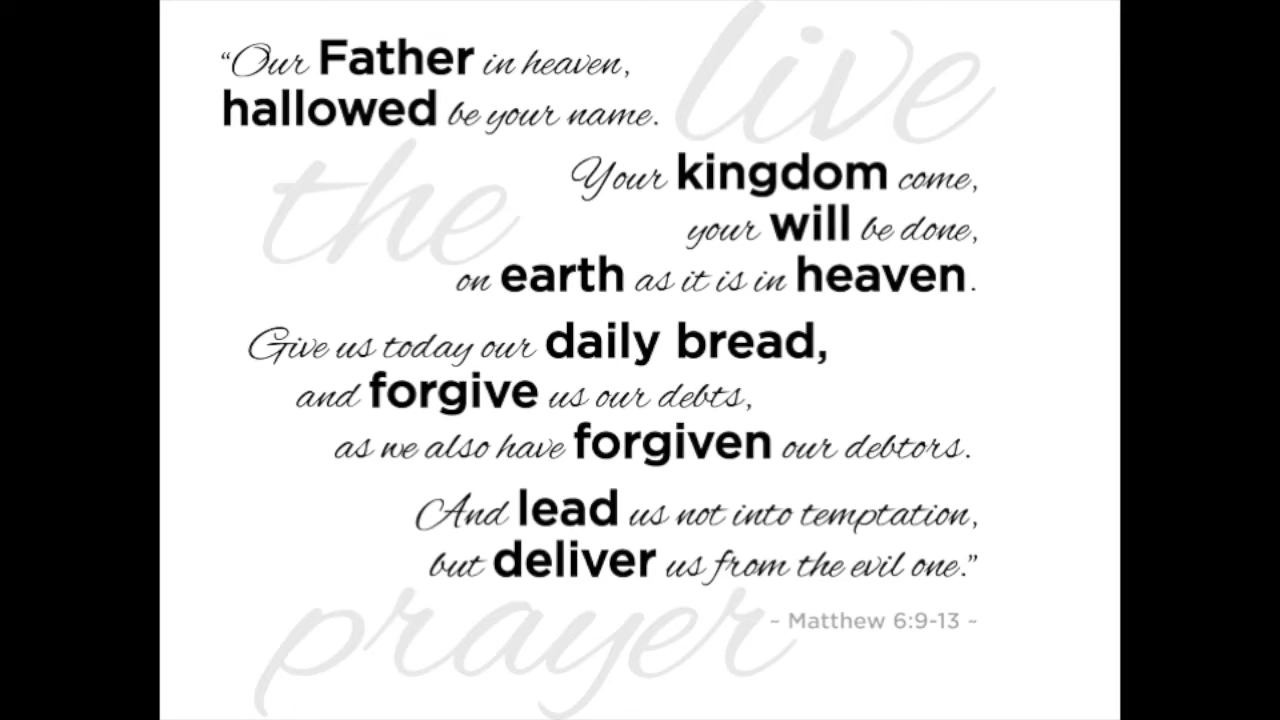 live
the
prayer
“Our Father in heaven,
hallowed be your name.
Your kingdom come,
your will be done,
on earth as it is in heaven.
Give us today our daily bread,
and forgive us our debts,
as we also have forgiven our debtors.
And lead us not into temptation,
but deliver us from the evil one.”
~ Matthew 6:9-13 ~